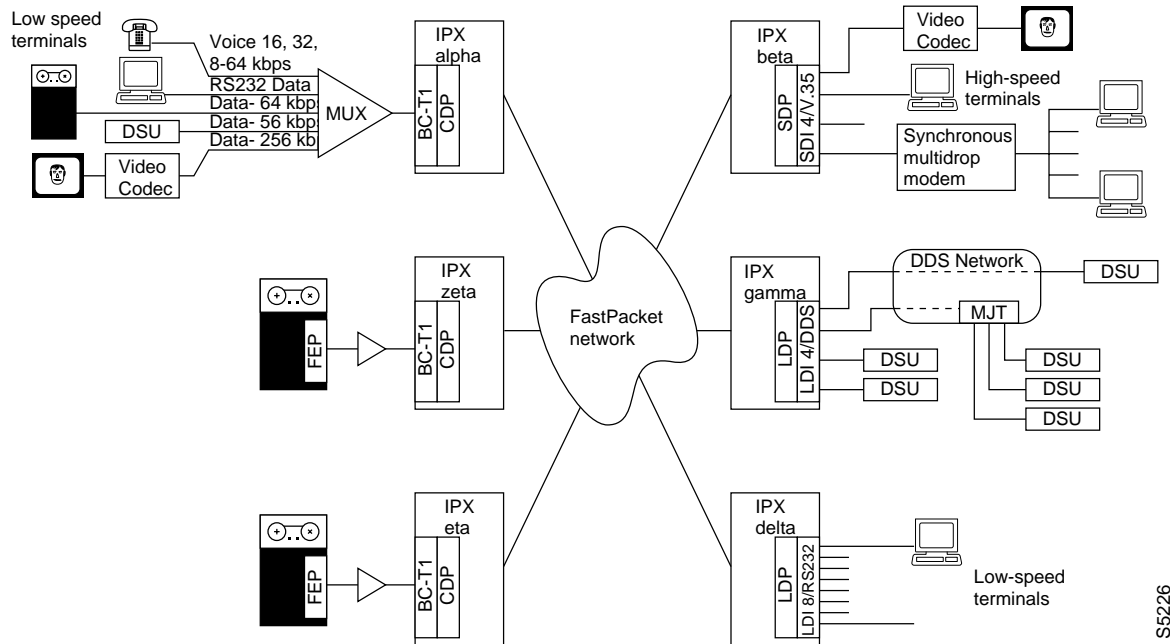 Low speed
terminals
Voice 16, 32,
8-64 kbps
RS232 Data
Data- 64 kbps
Data- 56 kbps
Data- 256 kbp
MUX
DSU
Video
Codec
IPX
alpha
BC-T1
CDP
IPX
beta
SDP
SDI 4/V.35
Video
Codec
High-speed
terminals
Synchronous
multidrop
modem
FEP
IPX
zeta
BC-T1
CDP
FastPacket
network
IPX
gamma
LDP
LDI 4/DDS
DDS Network
MJT
DSU
DSU
DSU
DSU
DSU
DSU
FEP
IPX
eta
BC-T1
CDP
IPX
delta
LDP
LDI 8/RS232
Low-speed
terminals
S5226